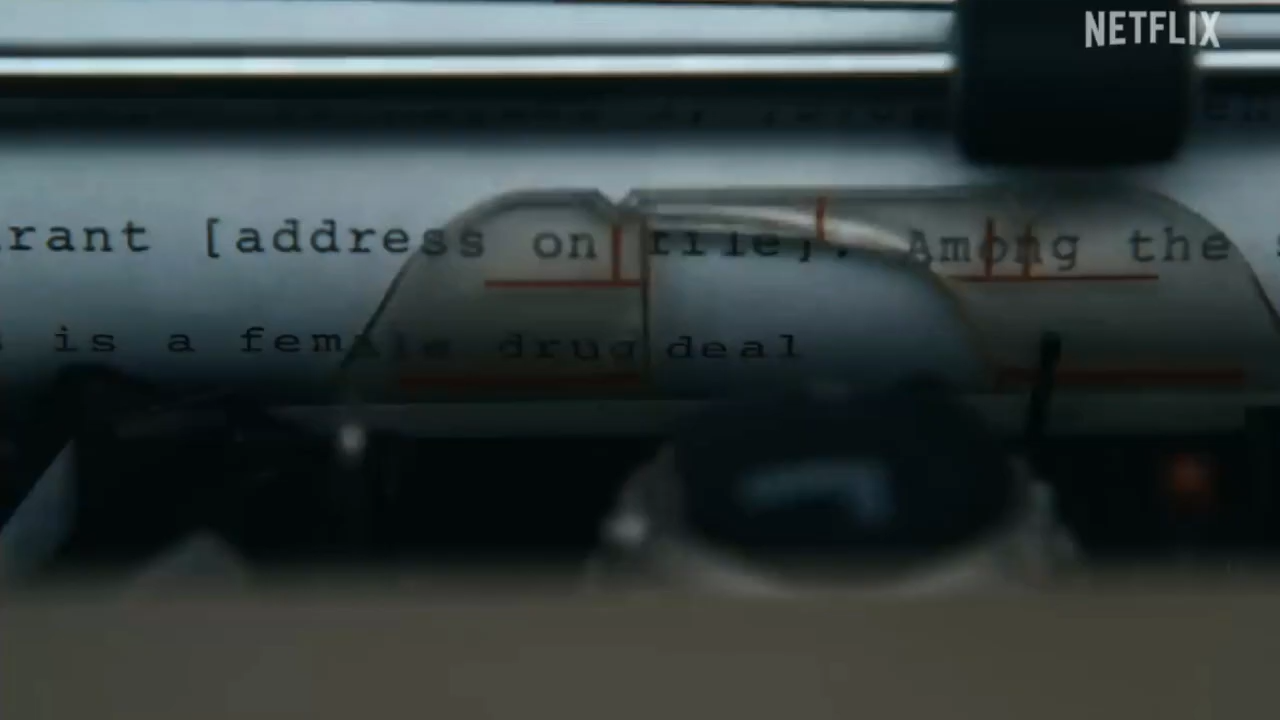 NETFLIX
rant [address on file]. Among the
is a female drug deal